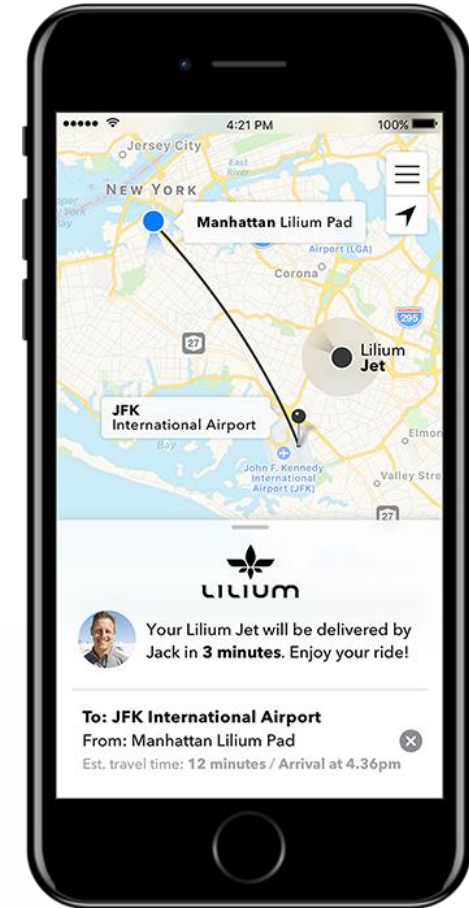 4:21 PM
100%
Jersey City
East
River
NEW YORK
Manhattan Lilium Pad
Airport (LGA)
Corona
295
27
Lilium
Jet
JFK
International Airport
Bay
Elmon
John F. Kennedy
International
Airport (JFK)
Valley Stre
27
LILIUM
Your Lilium Jet will be delivered by
Jack in 3 minutes. Enjoy your ride!
To: JFK International Airport
From: Manhattan Lilium Pad
Est. travel time: 12 minutes / Arrival at 4.36pm